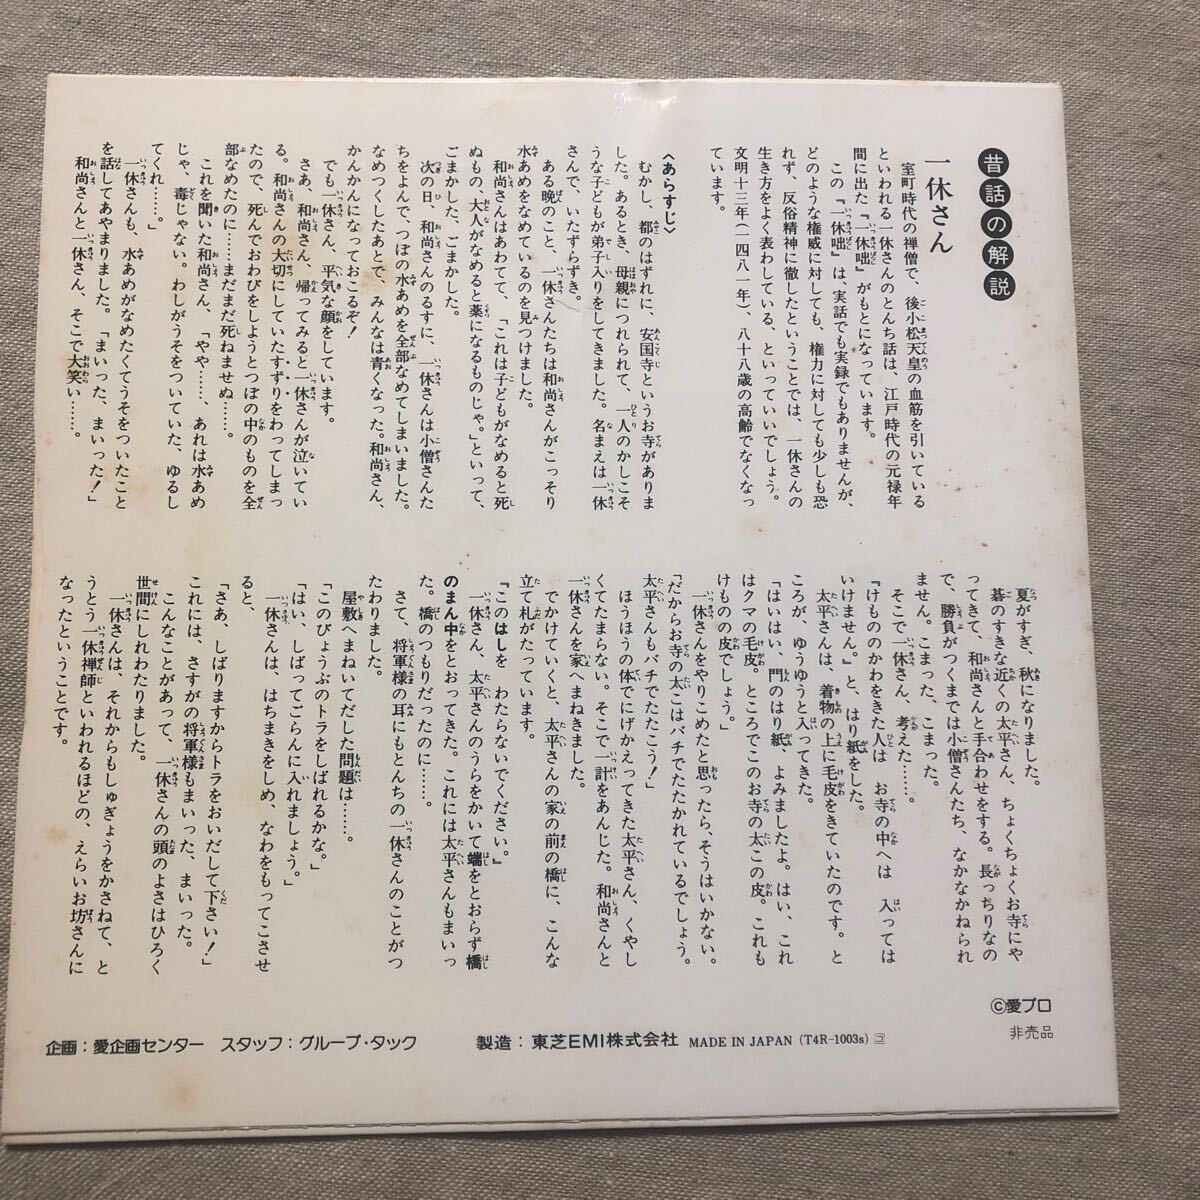 昔話の解説
一休さん
室町時代の禅僧で、後小松天皇の血筋を引いている
といわれる一休さんのとんち話は、江戸時代の元禄年
間に出た『一休咄』がもとになっています。
この『一休咄』は、実話でも実録でもありませんが、
どのような権威に対しても、権力に対しても少しも恐
れず、反俗精神に徹したということでは、一休さんの
生き方をよく表わしている、といっていいでしょう。
文明十三年(一四八一年)、八十八歳の高齢でなくなっ
ています。
〈あらすじ〉
むかし、都のはずれに、安国寺というお寺がありま
した。あるとき、母親につれられて、一人のかしこそ
うな子どもが弟子入りをしてきました。名まえは一休
さんで、いたずらずき。
ある晩のこと、一休さんたちは和尚さんがこっそり
水あめをなめているのを見つけました。
和尚さんはあわてて、「これは子どもがなめると死
ぬもの、大人がなめると薬になるものじゃ。」といって、
ごまかした、ごまかした。
次の日、和尚さんのるすに、一休さんは小僧さんた
ちをよんで、つぼの水あめを全部なめてしまいました。
なめつくしたあとで、みんなは青くなった。和尚さん、
かんかんになっておこるぞ!
でも一休さん、平気な顔をしています。
さあ、和尚さん、帰ってみると一休さんが泣いてい
る。和尚さんの大切にしていたすずりをわってしまっ
たので、死んでおわびをしようとつぼの中のものを全
部なめたのに……まだまだ死ねませぬ……。
これを聞いた和尚さん、「やや……、あれは水あめ
じゃ、毒じゃない。わしがうそをついていた、ゆるし
てくれ……。」
一休さんも、水あめがなめたくてうそをついたこと
を話してあやまりました。「まいった、まいった!」
和尚さんと一休さん、そこで大笑い……。
夏がすぎ、秋になりました。
碁のすきな近くの太平さん、ちょくちょくお寺にや
ってきて、和尚さんと手合わせをする。長っちりなの
で、勝負がつくまでは小僧さんたち、なかなかねられ
ません。こまった、こまった。
そこで一休さん、考えた……。
『けもののかわをきた人は お寺の中へは 入っては
いけません。』と、はり紙をした。
太平さんは、着物の上に毛皮をきていたのです。と
ころが、ゆうゆうと入ってきた。
「はいはい、門のはり紙 よみましたよ。はい、これ
はクマの毛皮。ところでこのお寺の太この皮。これも
けものの皮でしょう。」
一休さんをやりこめたと思ったら、そうはいかない。
「だからお寺の太こはバチでたたかれているでしょう。
太平さんもバチでたたこう!」
ほうほうの体でにげかえってきた太平さん、くやし
くてたまらない。そこで一計をあんじた。和尚さんと
一休さんを家へまねきました。
でかけていくと、太平さんの家の前の橋に、こんな
立て札がたっています。
『このはしを わたらないでください。』
一休さん、太平さんのうらをかいて端をとおらず橋
のまん中をとおってきた。これには太平さんもまいっ
た。橋のつもりだったのに……。
さて、将軍様の耳にもとんちの一休さんのことがつ
たわりました。
屋敷へまねいてだした問題は……。
「このびょうぶのトラをしばれるかな。」
「はい、しばってごらんに入れましょう。」
一休さんは、はちまきをしめ、なわをもってこさせ
ると、
「さあ、しばりますからトラをおいだして下さい!」
これには、さすがの将軍様もまいった、まいった。
こんなことがあって、一休さんの頭のよさはひろく
世間にしれわたりました。
一休さんは、それからもしゅぎょうをかさねて、と
うとう一休禅師といわれるほどの、えらいお坊さんに
なったということです。
©愛プロ
非売品
企画：愛企画センター スタッフ：グループ・タック 製造：東芝EMI株式会社 MADE IN JAPAN (T4R-1003s) コ